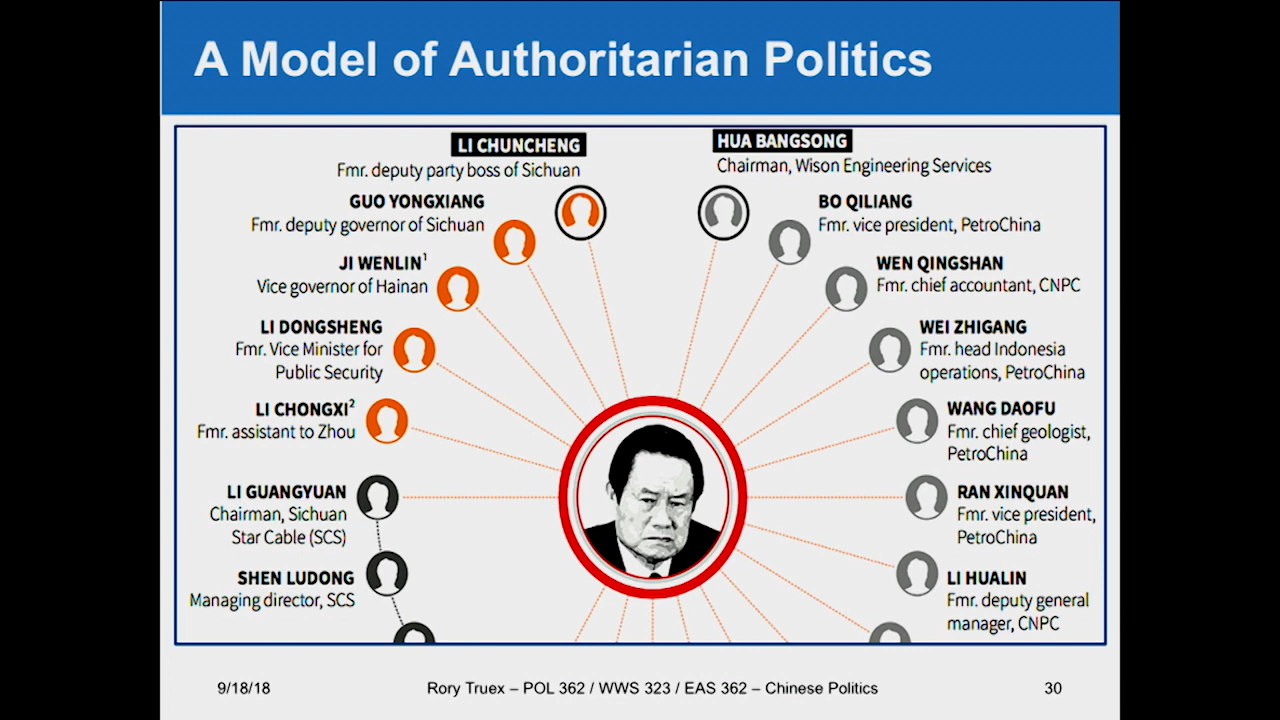 A Model of Authoritarian Politics
LI CHUNCHENG
Fmr. deputy party boss of Sichuan
GUO YONGXIANG
Fmr. deputy governor of Sichuan
JI WENLIN¹
Vice governor of Hainan
LI DONGSHENG
Fmr. Vice Minister for
Public Security
LI CHONGXI²
Fmr. assistant to Zhou
LI GUANGYUAN
Chairman, Sichuan
Star Cable (SCS)
SHEN LUDONG
Managing director, SCS
HUA BANGSONG
Chairman, Wison Engineering Services
BO QILIANG
Fmr. vice president, PetroChina
WEN QINGSHAN
Fmr. chief accountant, CNPC
WEI ZHIGANG
Fmr. head Indonesia
operations, PetroChina
WANG DAOFU
Fmr. chief geologist,
PetroChina
RAN XINQUAN
Fmr. vice president,
PetroChina
LI HUALIN
Fmr. deputy general
manager, CNPC
9/18/18
Rory Truex – POL 362 / WWS 323 / EAS 362 – Chinese Politics
30